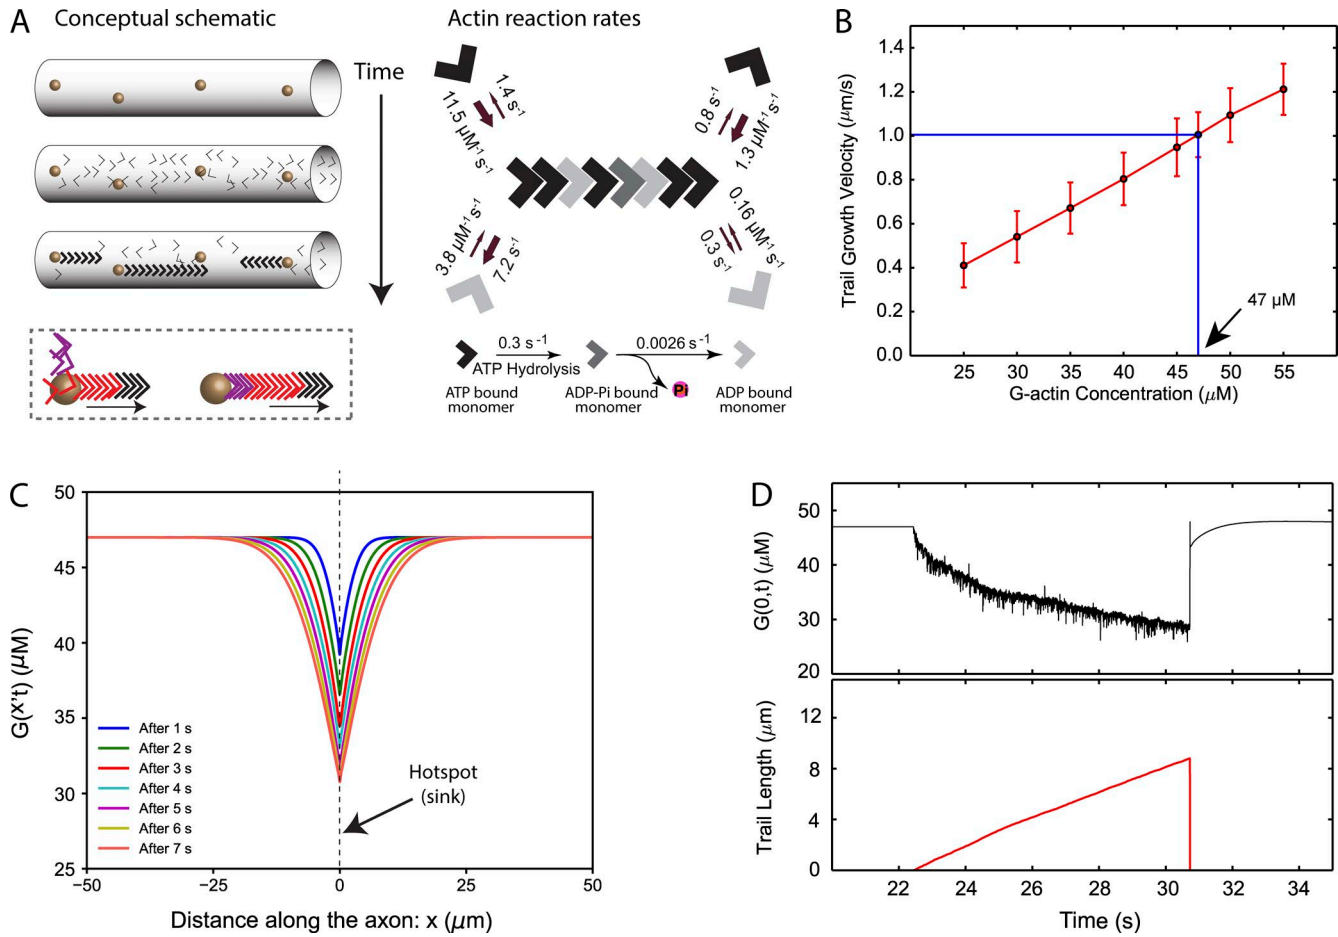 A
Conceptual schematic
Time
Actin reaction rates
11.5 µM⁻¹ s⁻¹
1.4 s⁻¹
0.8 s⁻¹
1.3 µM⁻¹s⁻¹
3.8 µM⁻¹s⁻¹
7.2 s⁻¹
0.16 µM⁻¹s⁻¹
0.3 s⁻¹
0.3 s⁻¹
ATP Hydrolysis
0.0026 s⁻¹
Pi
ATP bound
monomer
ADP-Pi bound
monomer
ADP bound
monomer
B
Trail Growth Velocity (µm/s)
1.4
1.2
1.0
0.8
0.6
0.4
0.2
0.0
47 µM
25 30 35 40 45 50 55
G-actin Concentration (µM)
C
G(x,t) (µM)
50
45
40
35
30
25
After 1 s
After 2 s
After 3 s
After 4 s
After 5 s
After 6 s
After 7 s
Hotspot
(sink)
−50 −25 0 25 50
Distance along the axon: x (µm)
D
G(0,t) (µM)
50
40
30
20
Trail Length (µm)
12
8
4
0
22 24 26 28 30 32 34
Time (s)